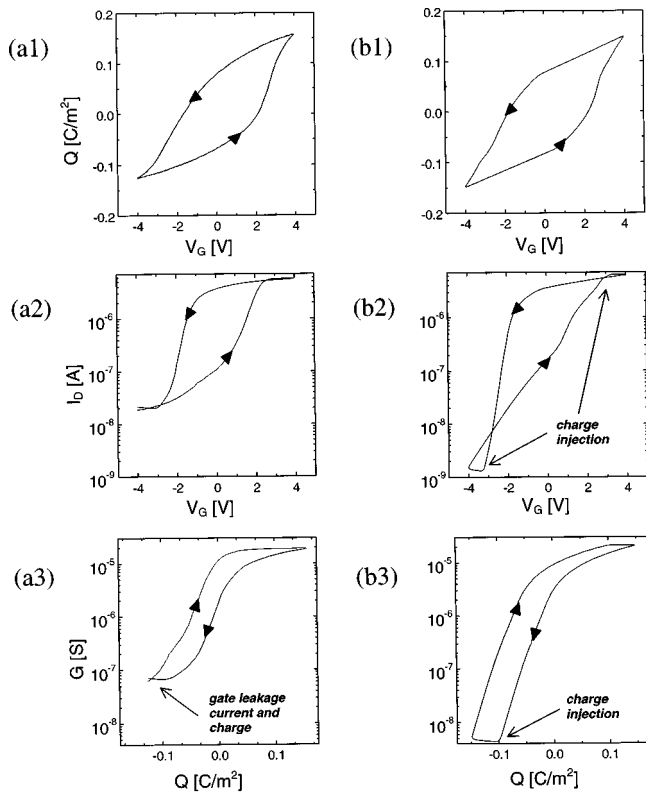 (a1)
(b1)
0.2
0.1
0.0
-0.1
-0.2
Q [C/m²]
-4 -2 0 2 4
V_G [V]
0.2
0.1
0.0
-0.1
-0.2
-4 -2 0 2 4
V_G [V]
(a2)
(b2)
10⁻⁶
10⁻⁷
10⁻⁸
10⁻⁹
I_D [A]
-4 -2 0 2 4
V_G [V]
10⁻⁶
10⁻⁷
10⁻⁸
10⁻⁹
charge
injection
-4 -2 0 2 4
V_G [V]
(a3)
(b3)
10⁻⁵
10⁻⁶
10⁻⁷
10⁻⁸
G [S]
gate leakage
current and
charge
-0.1 0.0 0.1
Q [C/m²]
10⁻⁵
10⁻⁶
10⁻⁷
10⁻⁸
charge
injection
-0.1 0.0 0.1
Q [C/m²]